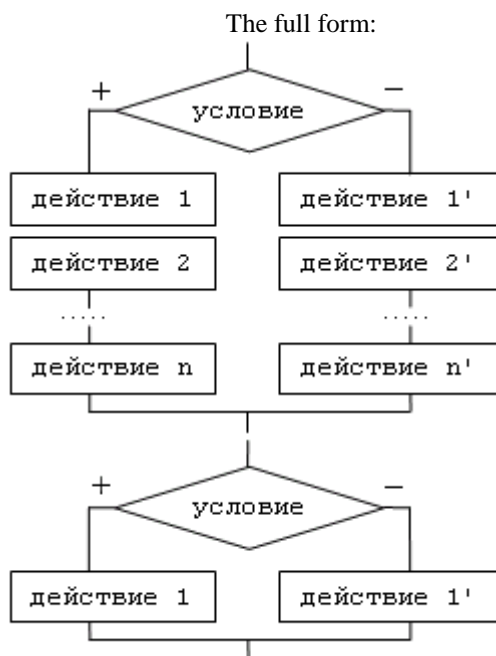 The full form:
+ условие −
действие 1 действие 1'
действие 2 действие 2'
..... .....
действие n действие n'
+ условие −
действие 1 действие 1'